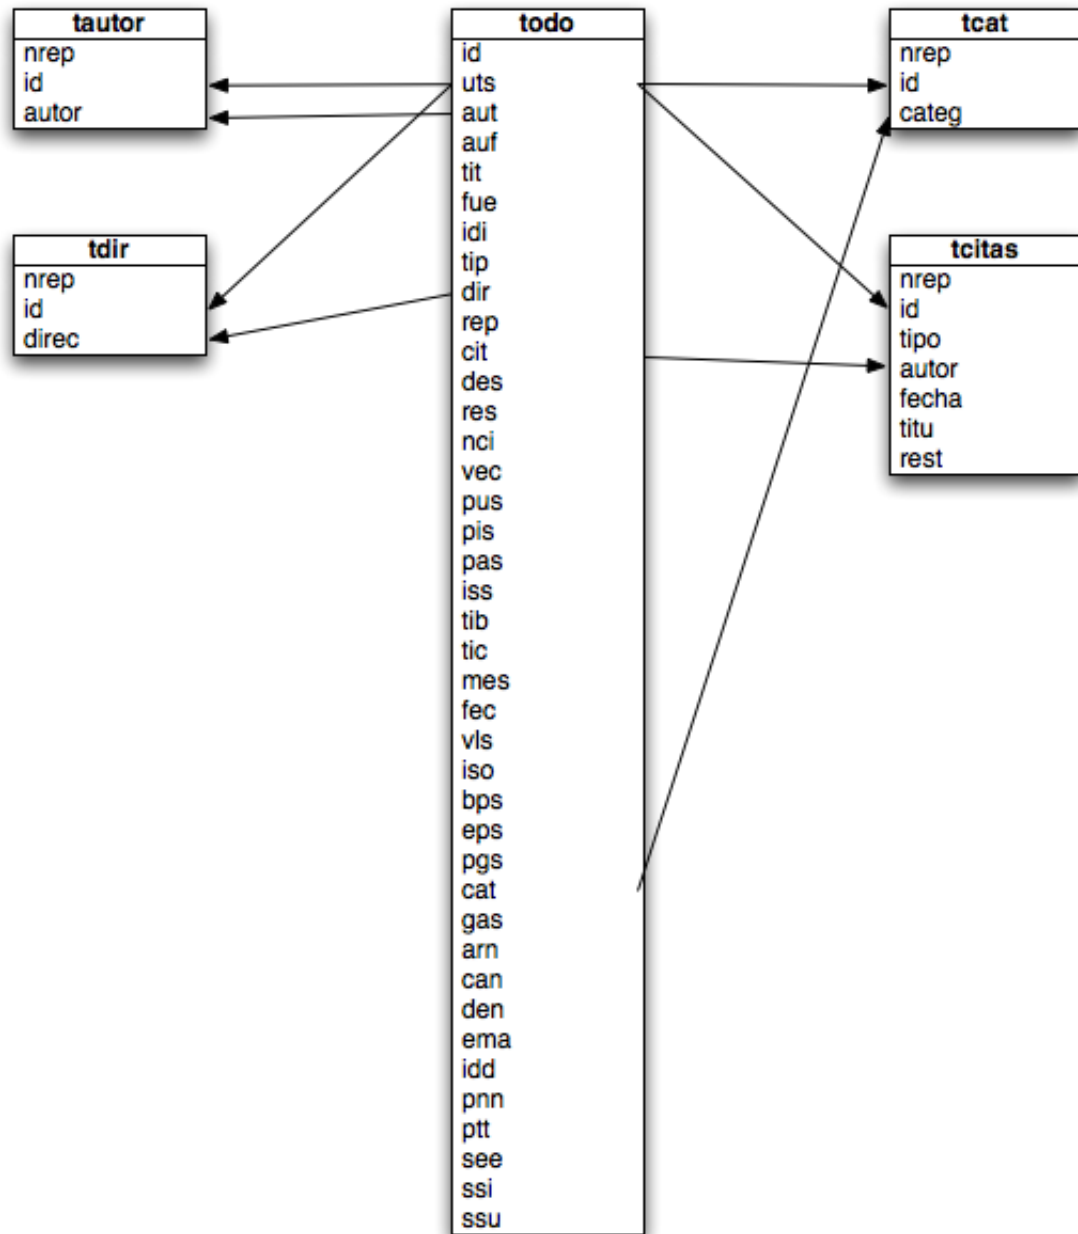 tautor
nrep
id
autor
tdir
nrep
id
direc
todo
id
uts
aut
auf
tit
fue
idi
tip
dir
rep
cit
des
res
nci
vec
pus
pis
pas
iss
tib
tic
mes
fec
vls
iso
bps
eps
pgs
cat
gas
arn
can
den
ema
idd
pnn
ptt
see
ssi
ssu
tcat
nrep
id
categ
tcitas
nrep
id
tipo
autor
fecha
titu
rest